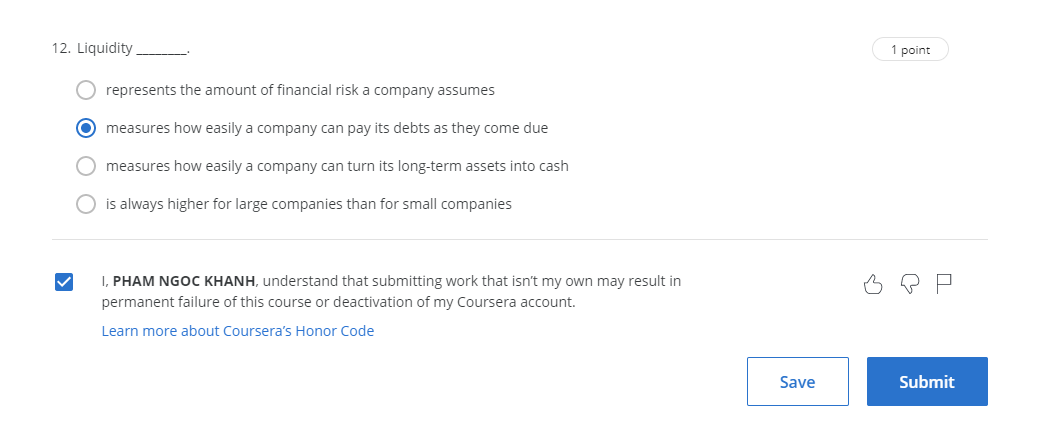 12. Liquidity ________.
1 point
represents the amount of financial risk a company assumes
measures how easily a company can pay its debts as they come due
measures how easily a company can turn its long-term assets into cash
is always higher for large companies than for small companies
I, PHAM NGOC KHANH, understand that submitting work that isn't my own may result in
permanent failure of this course or deactivation of my Coursera account.
Learn more about Coursera's Honor Code
Save
Submit